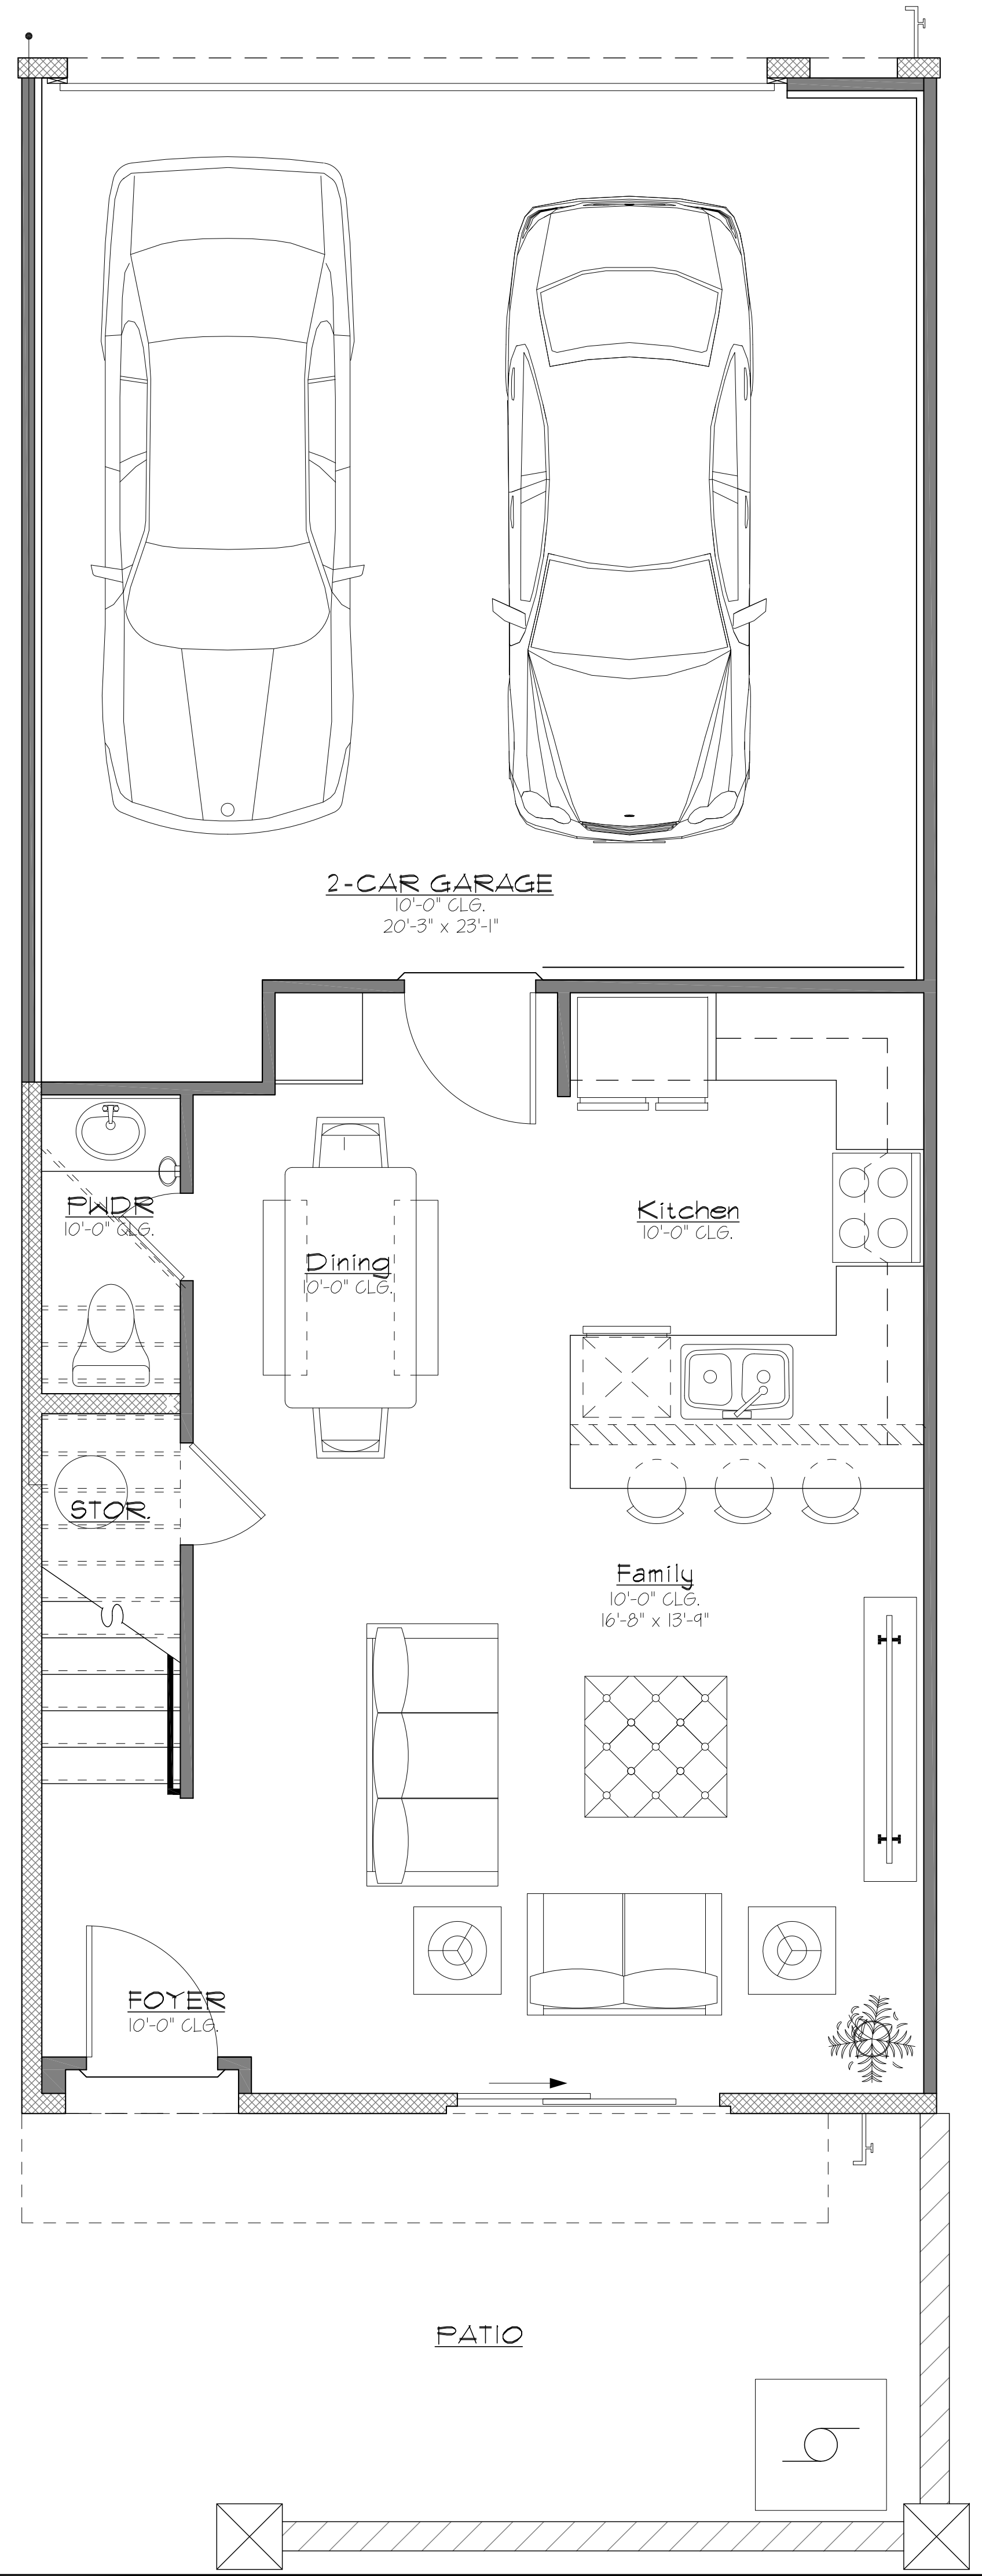 2-CAR GARAGE
10'-0" CLG.
20'-3" x 23'-1"
PWDR
10'-0" CLG.
Kitchen
10'-0" CLG.
Dining
10'-0" CLG.
STOR.
Family
10'-0" CLG.
16'-8" x 13'-9"
FOYER
10'-0" CLG.
PATIO